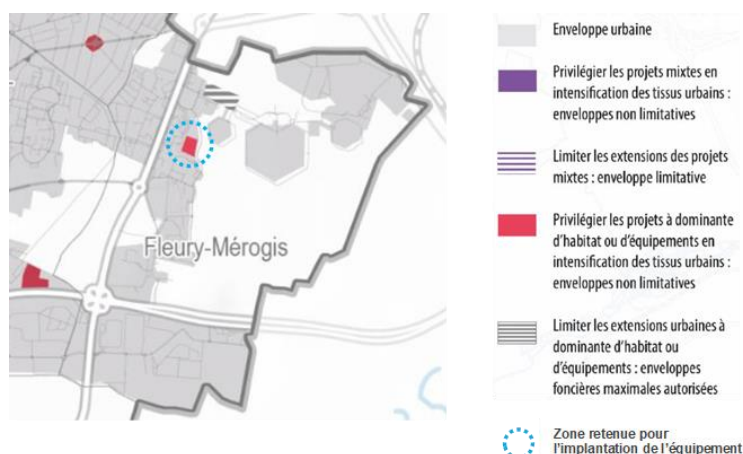 Fleury-Mérogis
Enveloppe urbaine
Privilégier les projets mixtes en
intensification des tissus urbains :
enveloppes non limitatives
Limiter les extensions des projets
mixtes : enveloppe limitative
Privilégier les projets à dominante
d'habitat ou d'équipements en
intensification des tissus urbains :
enveloppes non limitatives
Limiter les extensions urbaines à
dominante d'habitat ou
d'équipements : enveloppes
foncières maximales autorisées
Zone retenue pour
l'implantation de l'équipement